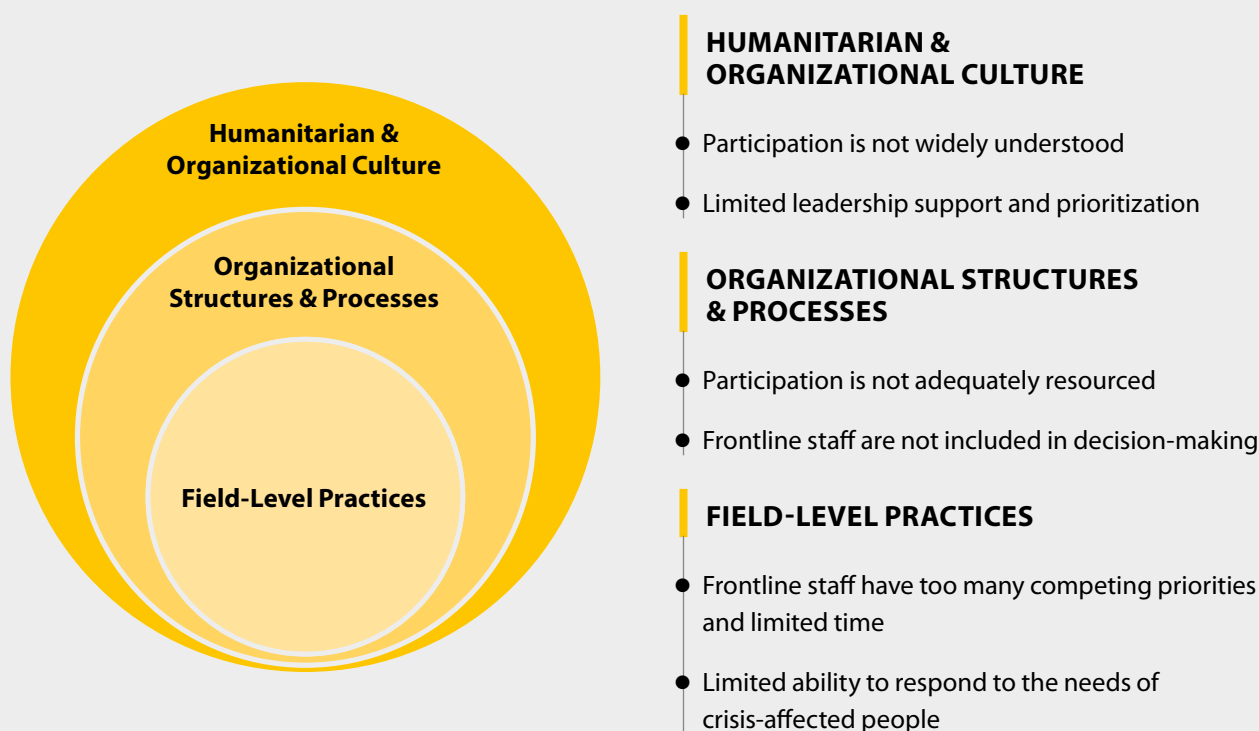 Humanitarian &
Organizational Culture
Organizational
Structures & Processes
Field-Level Practices
HUMANITARIAN &
ORGANIZATIONAL CULTURE
Participation is not widely understood
Limited leadership support and prioritization
ORGANIZATIONAL STRUCTURES
& PROCESSES
Participation is not adequately resourced
Frontline staff are not included in decision-making
FIELD-LEVEL PRACTICES
Frontline staff have too many competing priorities
and limited time
Limited ability to respond to the needs of
crisis-affected people